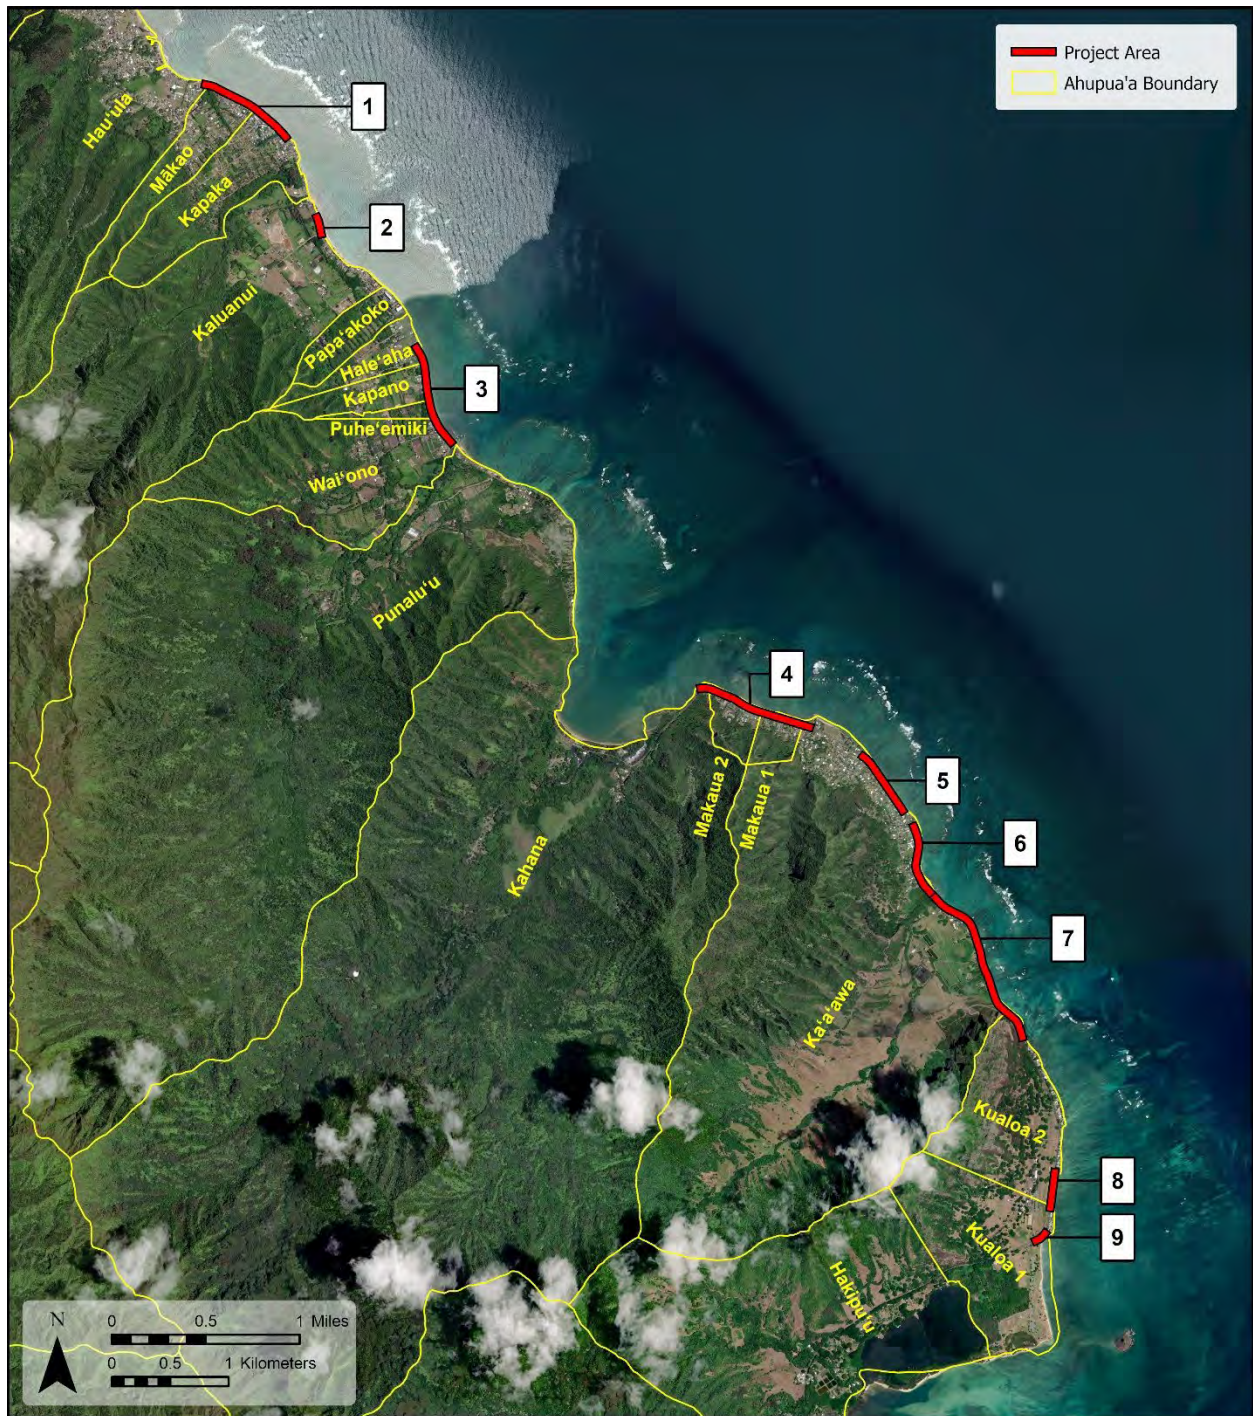 Project Area
Ahupua'a Boundary
1
Hau‘ula
Mākao
Kapaka
2
Kaluanui
Papa‘akoko
Hale‘aha
Kapano
3
Puhe‘emiki
Wai‘ono
Punalu‘u
4
Makaua 2
Makaua 1
5
6
Kahana
7
Ka‘a‘awa
Kualoa 2
8
Kualoa 1
9
Hakipu‘u
N
0 0.5 1 Miles
0 0.5 1 Kilometers